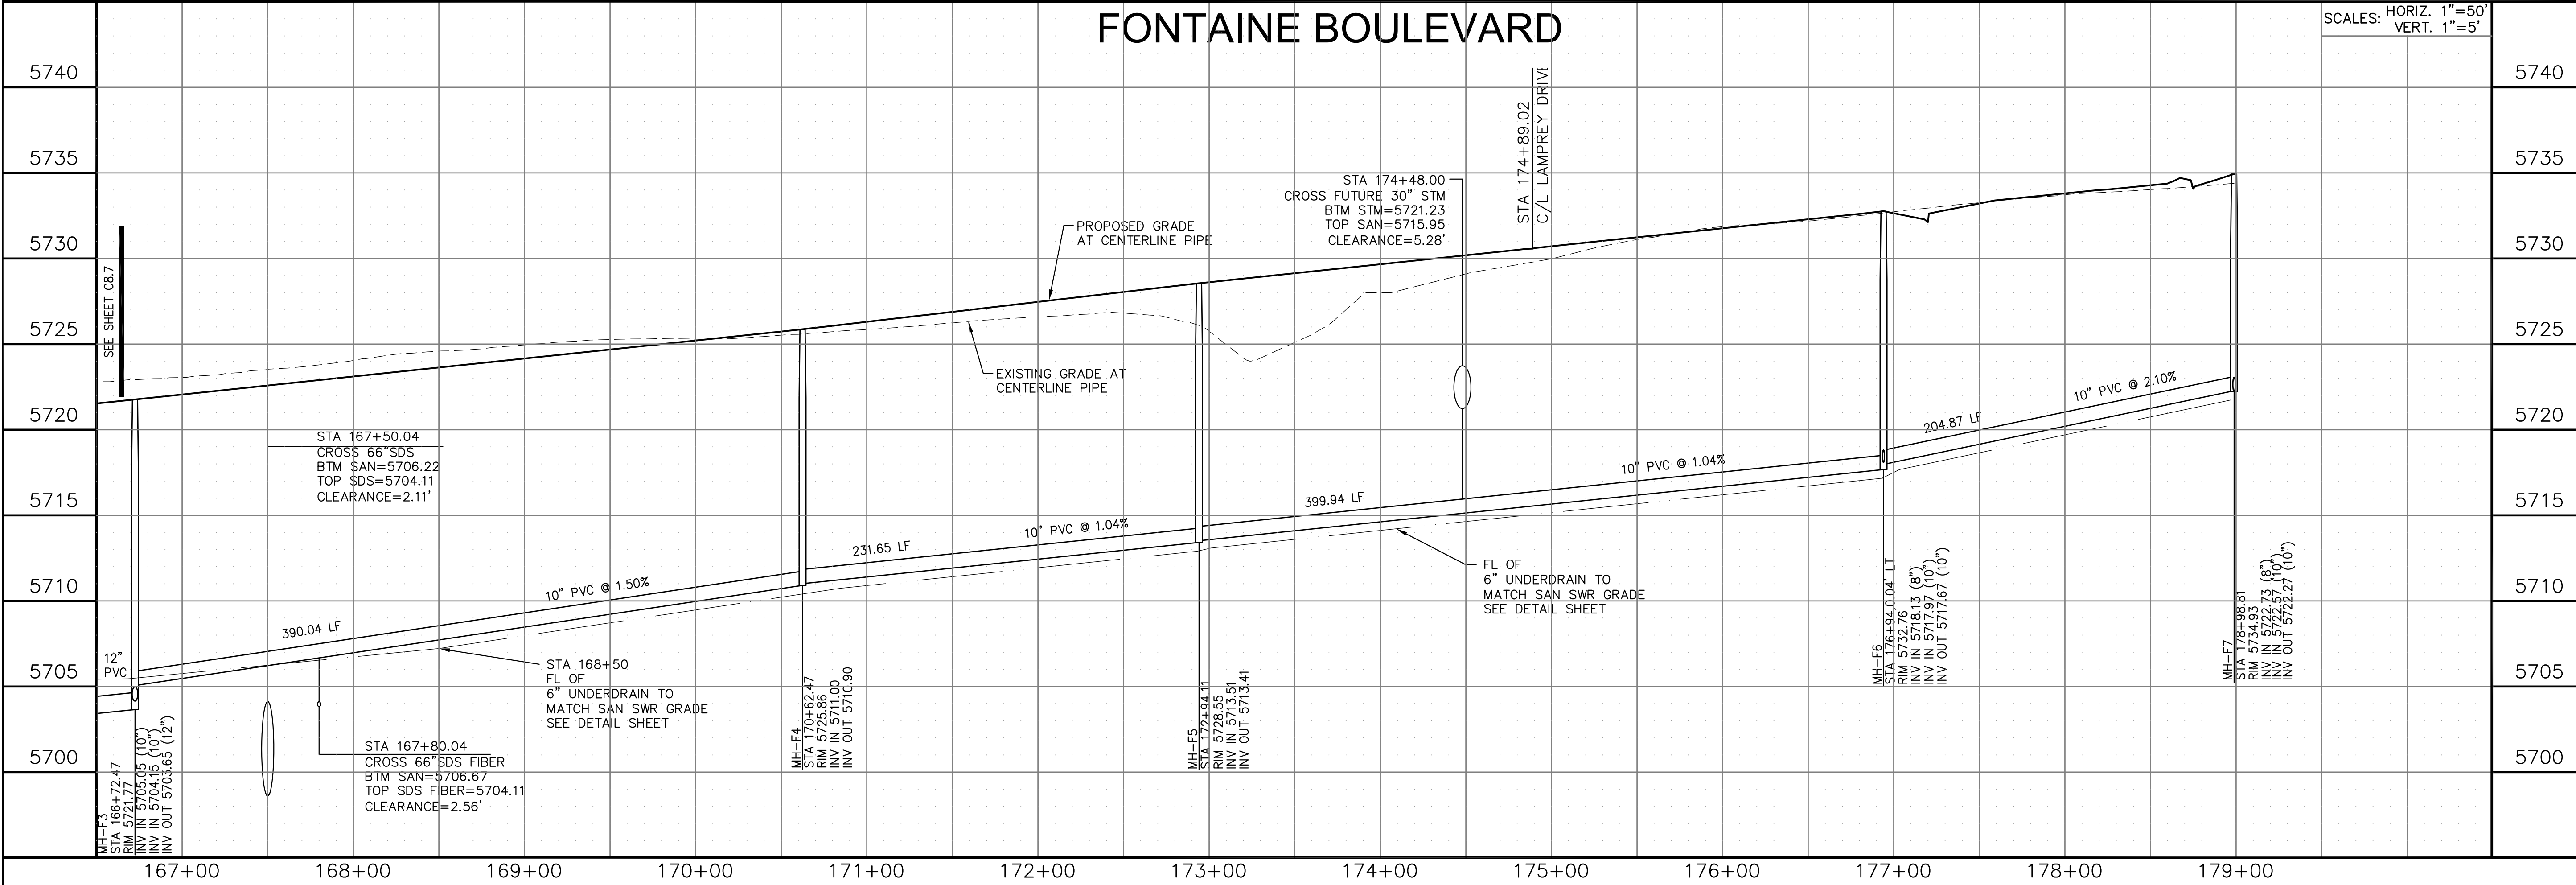 FONTAINE BOULEVARD
SCALES: HORIZ. 1"=50'
VERT. 1"=5'
5740
5735
5730
5725
5720
5715
5710
5705
5700
5740
5735
5730
5725
5720
5715
5710
5705
5700
SEE SHEET C8.7
STA 167+50.04
CROSS 66"SDS
BTM SAN=5706.22
TOP SDS=5704.11
CLEARANCE=2.11'
PROPOSED GRADE
AT CENTERLINE PIPE
EXISTING GRADE AT
CENTERLINE PIPE
STA 174+48.00
CROSS FUTURE 30" STM
BTM STM=5721.23
TOP SAN=5715.95
CLEARANCE=5.28'
STA 174+89.02
C/L LAMPREY DRIVE
12"
PVC
390.04 LF
10" PVC @ 1.50%
231.65 LF
10" PVC @ 1.04%
399.94 LF
10" PVC @ 1.04%
204.87 LF
10" PVC @ 2.10%
STA 168+50
FL OF
6" UNDERDRAIN TO
MATCH SAN SWR GRADE
SEE DETAIL SHEET
FL OF
6" UNDERDRAIN TO
MATCH SAN SWR GRADE
SEE DETAIL SHEET
STA 167+80.04
CROSS 66"SDS FIBER
BTM SAN=5706.67
TOP SDS FIBER=5704.11
CLEARANCE=2.56'
MH-F3
STA 166+72.47
RIM 5721.77
INV IN 5705.05 (10")
INV IN 5704.15 (10")
INV OUT 5703.65 (12")
MH-F4
STA 170+62.47
RIM 5725.86
INV IN 5711.00
INV OUT 5710.90
MH-F5
STA 172+94.11
RIM 5728.55
INV IN 5713.51
INV OUT 5713.41
MH-F6
STA 176+94,0.04' LT
RIM 5732.76
INV IN 5718.13 (8")
INV IN 5717.97 (10")
INV OUT 5717.67 (10")
MH-F7
STA 178+98.81
RIM 5734.93
INV IN 5722.73 (8")
INV IN 5722.57 (10")
INV OUT 5722.27 (10")
167+00
168+00
169+00
170+00
171+00
172+00
173+00
174+00
175+00
176+00
177+00
178+00
179+00